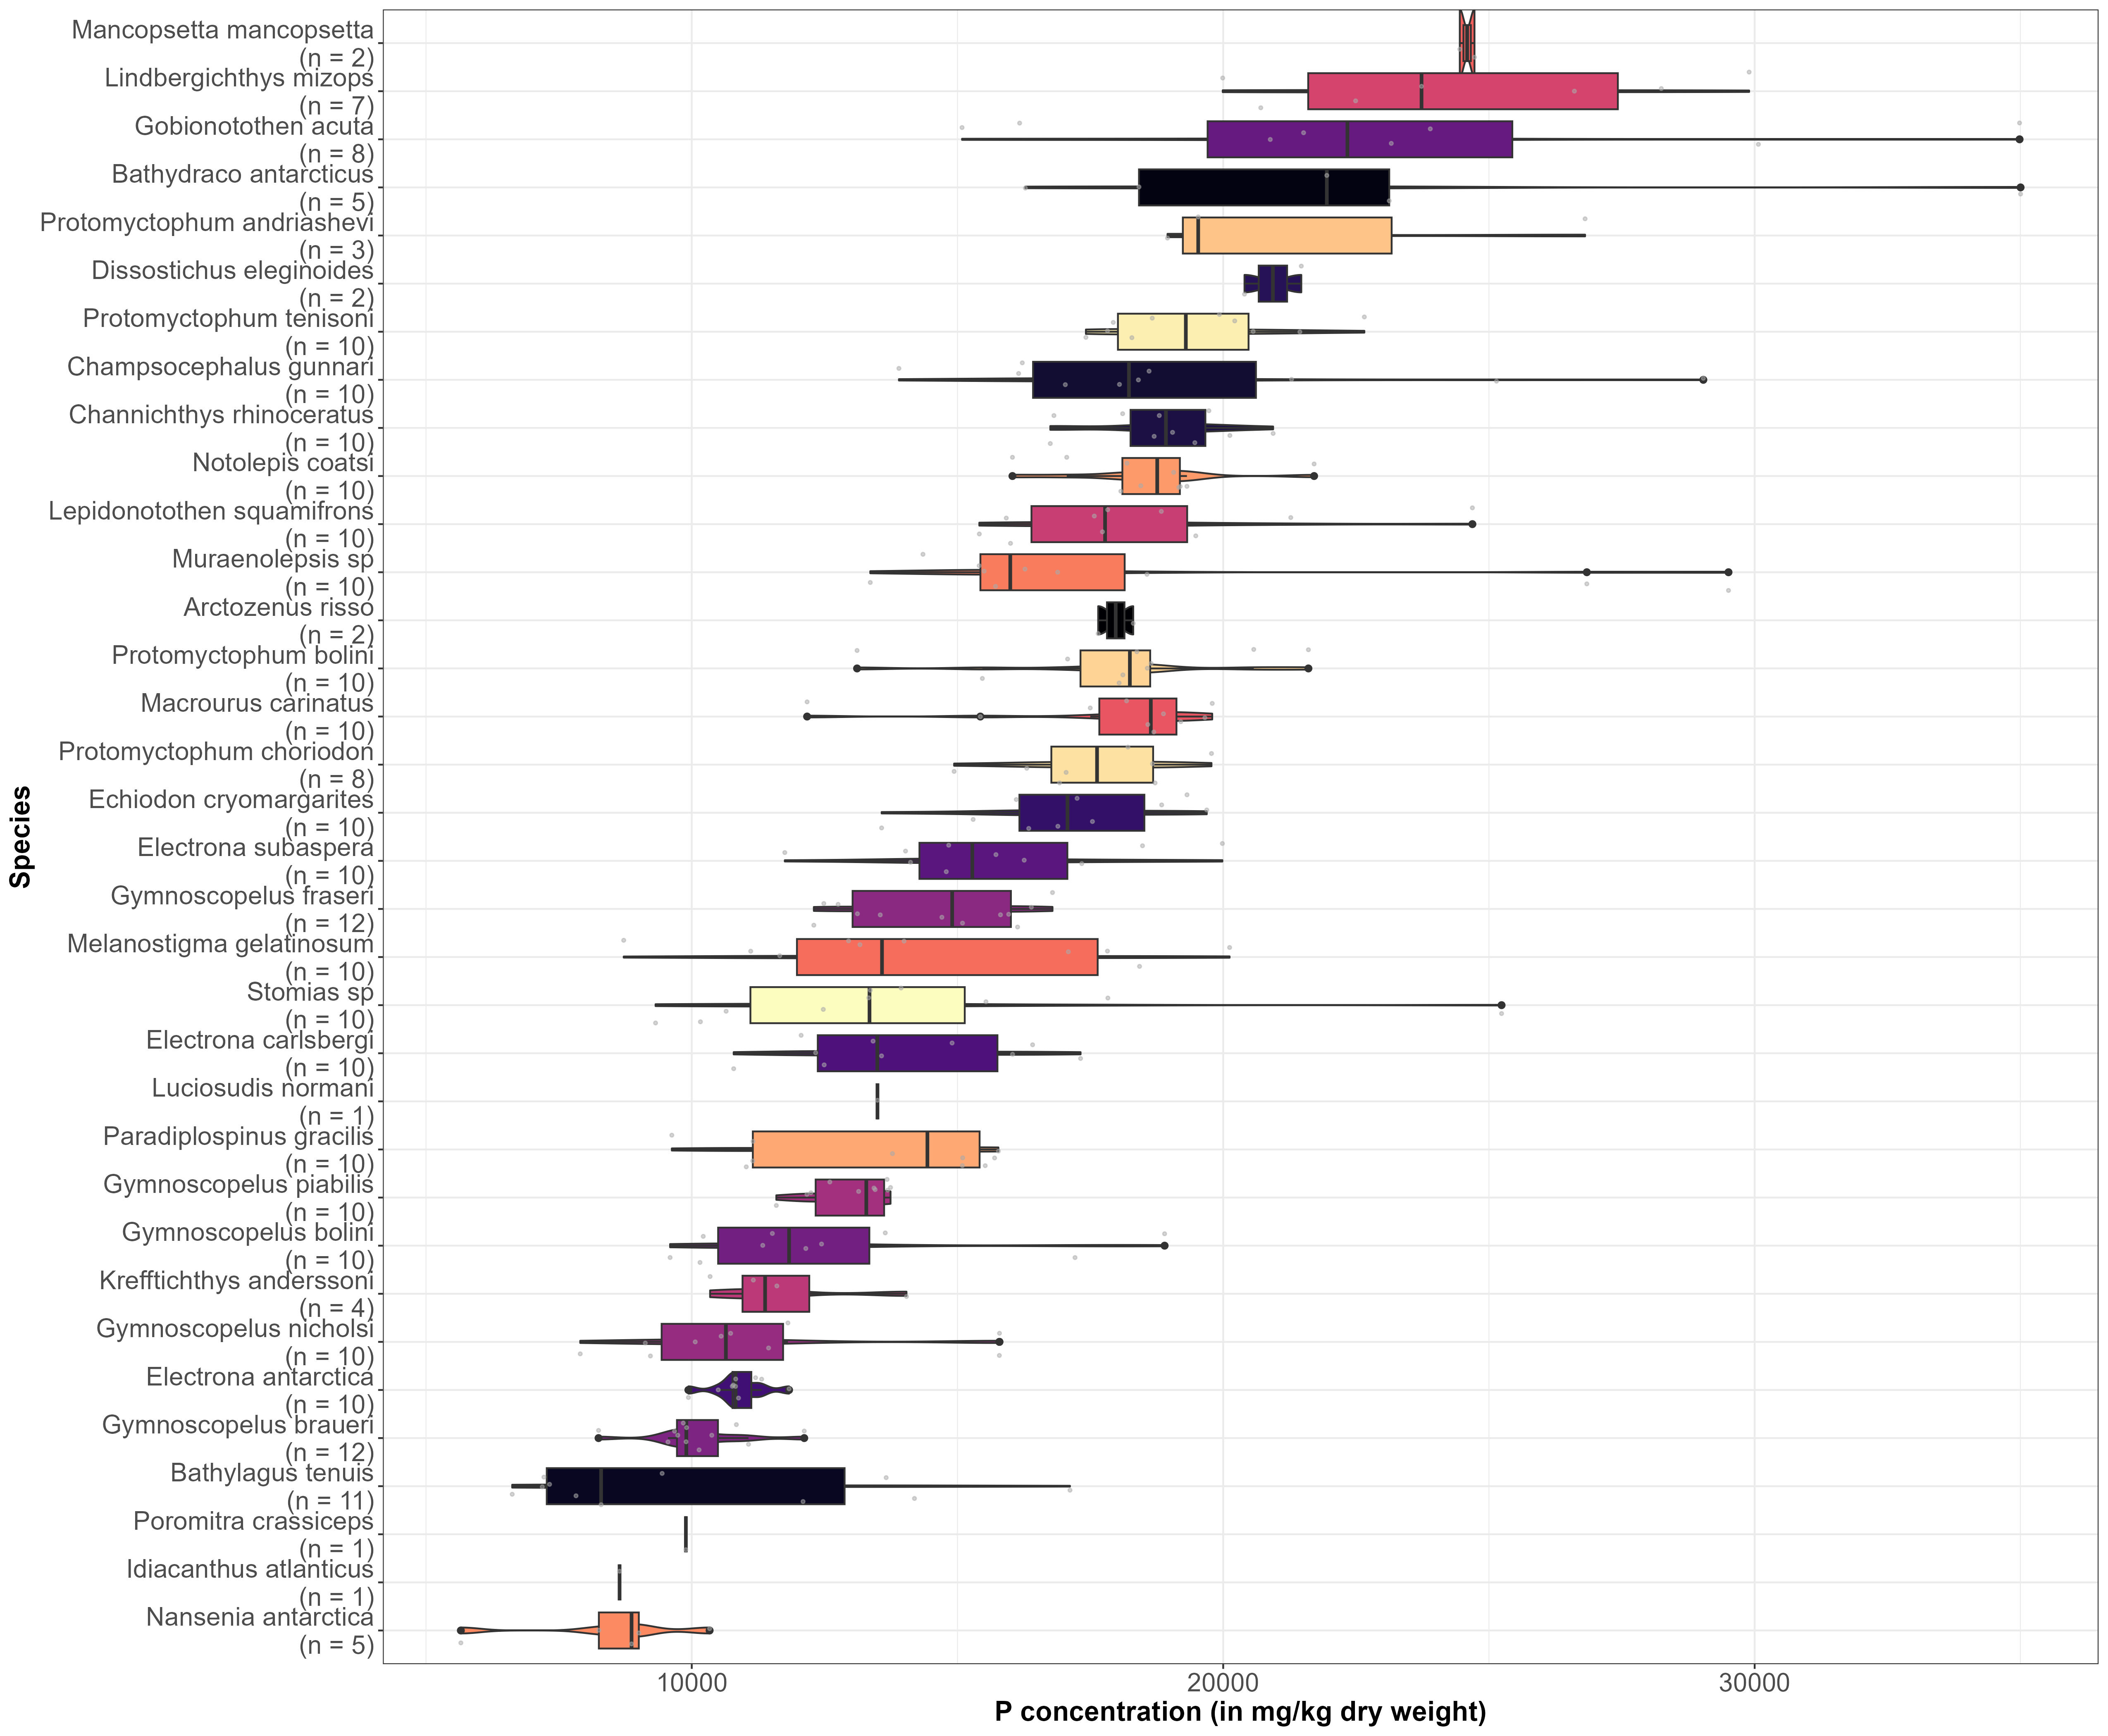 Mancopsetta mancopsetta
(n = 2)
Lindbergichthys mizops
(n = 7)
Gobionotothen acuta
(n = 8)
Bathydraco antarcticus
(n = 5)
Protomyctophum andriashevi
(n = 3)
Dissostichus eleginoides
(n = 2)
Protomyctophum tenisoni
(n = 10)
Champsocephalus gunnari
(n = 10)
Channichthys rhinoceratus
(n = 10)
Notolepis coatsi
(n = 10)
Lepidonotothen squamifrons
(n = 10)
Muraenolepsis sp
(n = 10)
Arctozenus risso
(n = 2)
Protomyctophum bolini
(n = 10)
Macrourus carinatus
(n = 10)
Protomyctophum choriodon
(n = 8)
Echiodon cryomargarites
(n = 10)
Electrona subaspera
(n = 10)
Gymnoscopelus fraseri
(n = 12)
Melanostigma gelatinosum
(n = 10)
Stomias sp
(n = 10)
Electrona carlsbergi
(n = 10)
Luciosudis normani
(n = 1)
Paradiplospinus gracilis
(n = 10)
Gymnoscopelus piabilis
(n = 10)
Gymnoscopelus bolini
(n = 10)
Krefftichthys anderssoni
(n = 4)
Gymnoscopelus nicholsi
(n = 10)
Electrona antarctica
(n = 10)
Gymnoscopelus braueri
(n = 12)
Bathylagus tenuis
(n = 11)
Poromitra crassiceps
(n = 1)
Idiacanthus atlanticus
(n = 1)
Nansenia antarctica
(n = 5)
Species
10000 20000 30000
P concentration (in mg/kg dry weight)